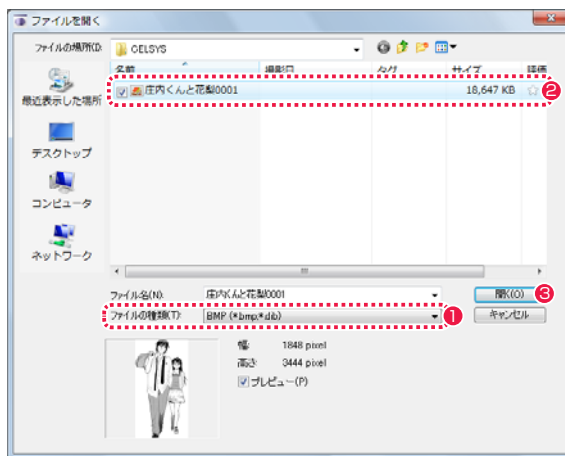 ファイルを開く
ファイルの場所(I):
CELSYS
名前 撮影日 タグ サイズ 評価
庄内くんと花梨0001 18,647 KB ❷
最近表示した場所
デスクトップ
コンピュータ
ネットワーク
ファイル名(N): 庄内くんと花梨0001 開く(O) ❸
ファイルの種類(T): BMP (*.bmp;*.dib) ❶ キャンセル
幅 1848 pixel
高さ 3444 pixel
プレビュー(P)